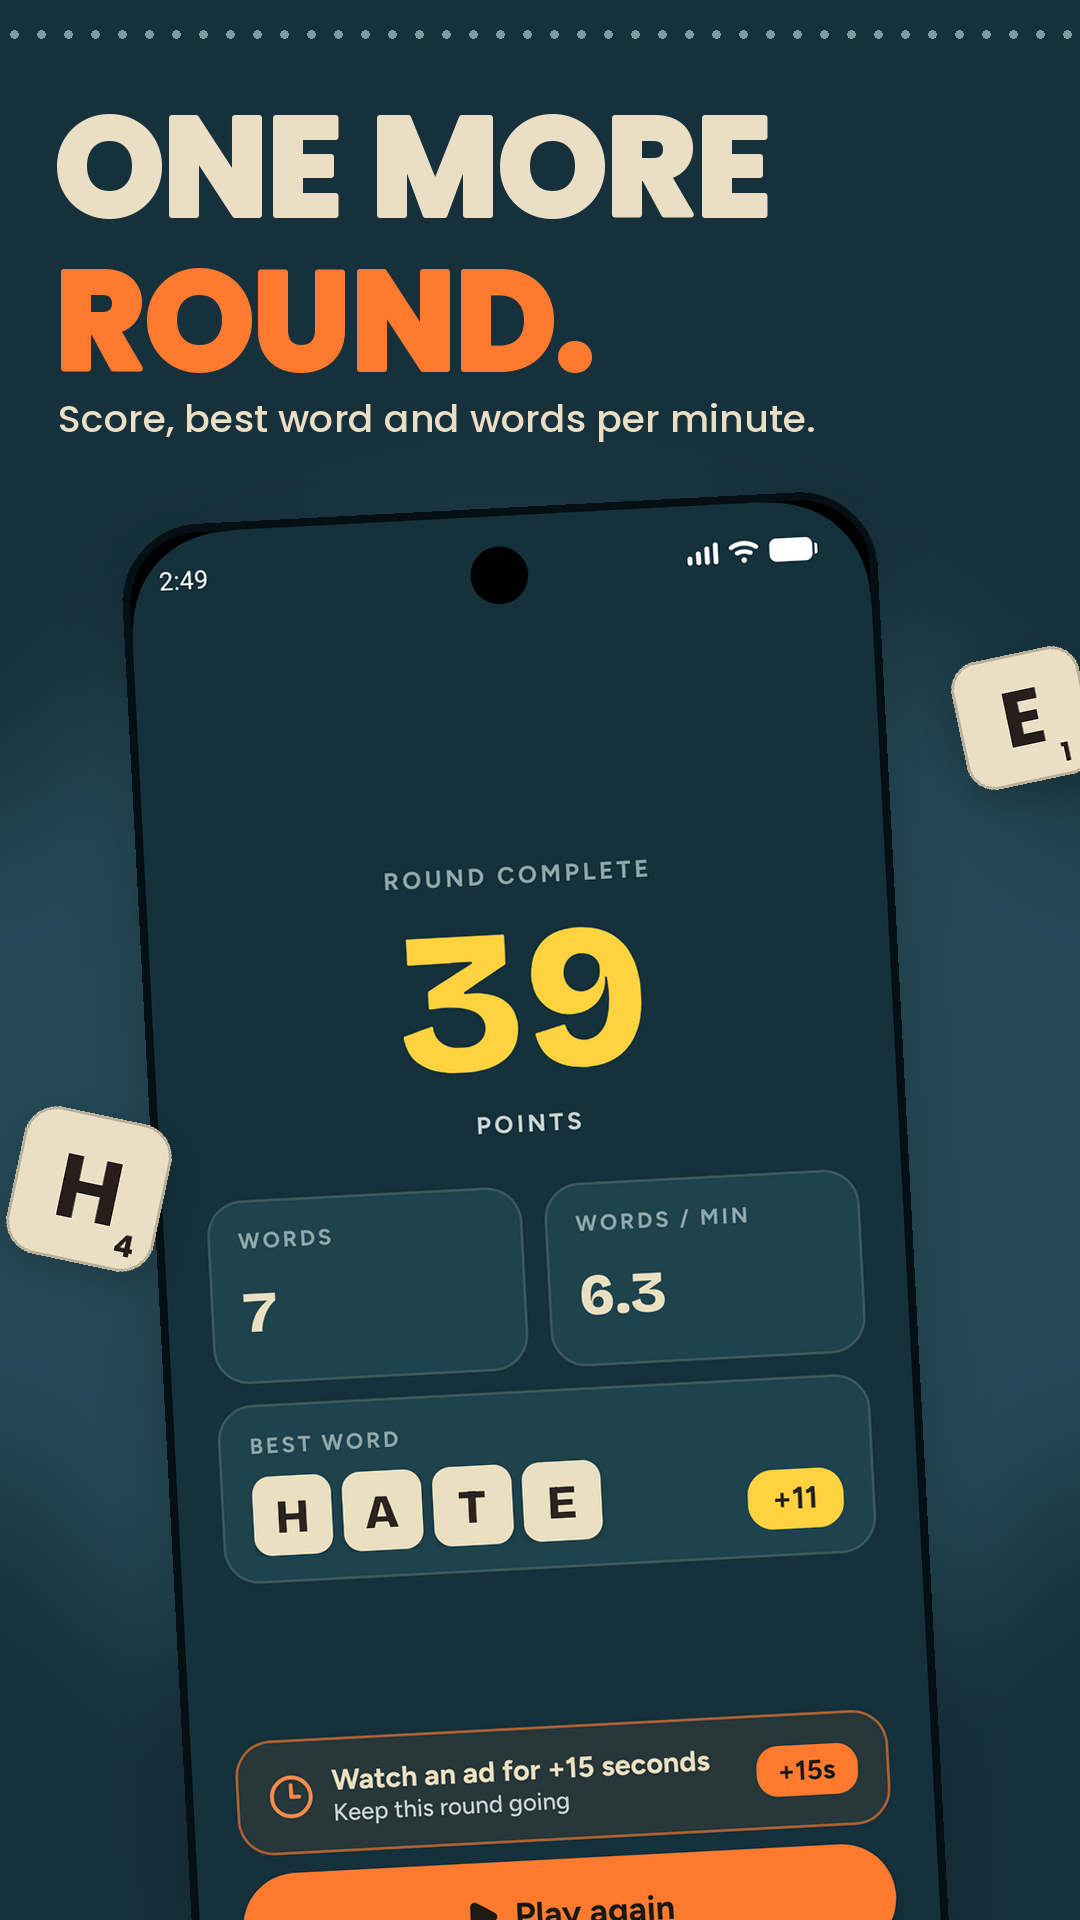 ONE MORE
ROUND.
Score, best word and words per minute.
2:49
E
1
ROUND COMPLETE
39
POINTS
H
4
WORDS
7
WORDS / MIN
6.3
BEST WORD
H A T E
+11
Watch an ad for +15 seconds
Keep this round going
+15s
Play again